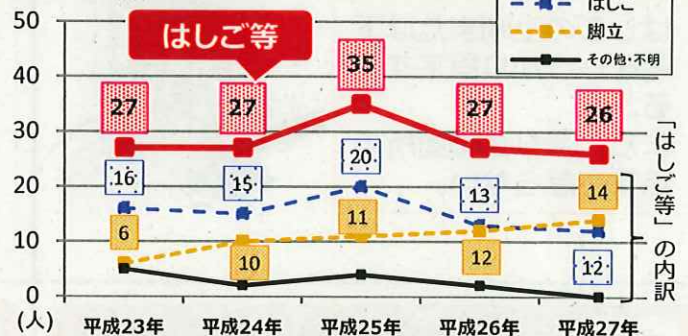 はしご
脚立
その他・不明
はしご等
50
40
30
20
10
0
(人)
27
27
35
27
26
16
15
20
13
12
6
10
11
12
14
平成23年
平成24年
平成25年
平成26年
平成27年
「はしご等」の内訳